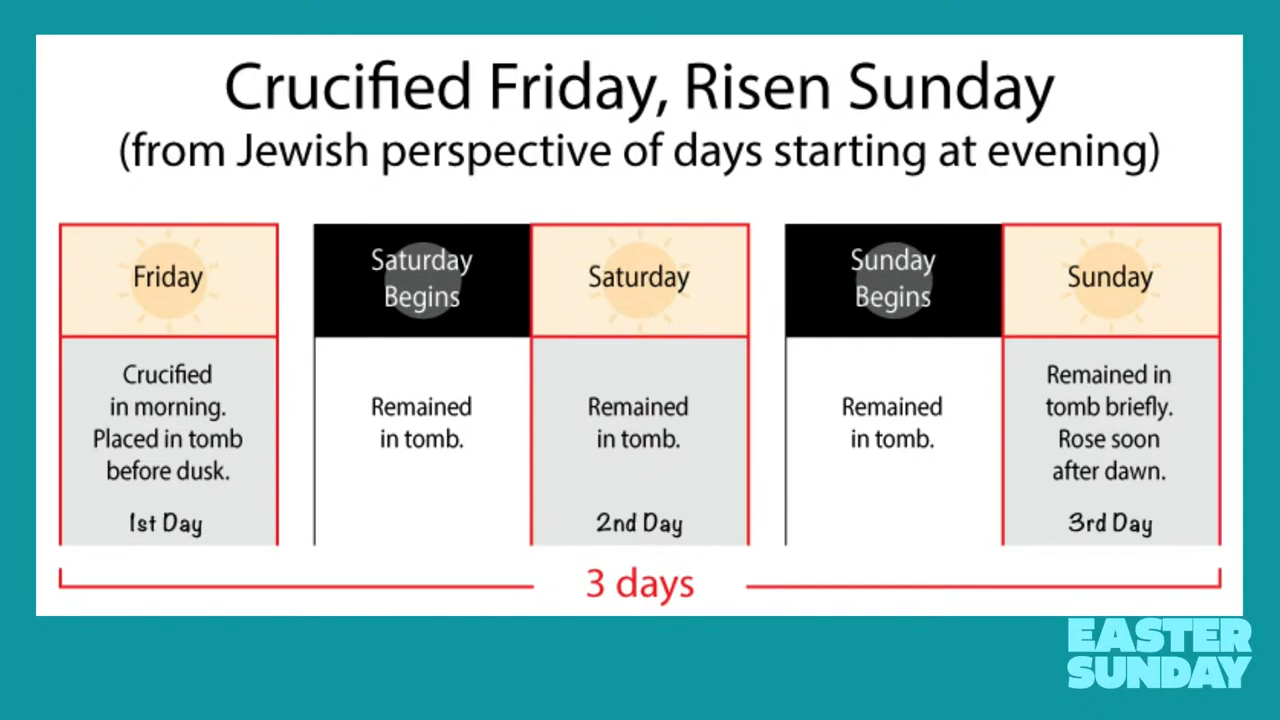 Crucified Friday, Risen Sunday
(from Jewish perspective of days starting at evening)
Friday
Crucified
in morning.
Placed in tomb
before dusk.
1st Day
Saturday
Begins
Remained
in tomb.
Saturday
Remained
in tomb.
2nd Day
Sunday
Begins
Remained
in tomb.
Sunday
Remained in
tomb briefly.
Rose soon
after dawn.
3rd Day
3 days
EASTER
SUNDAY